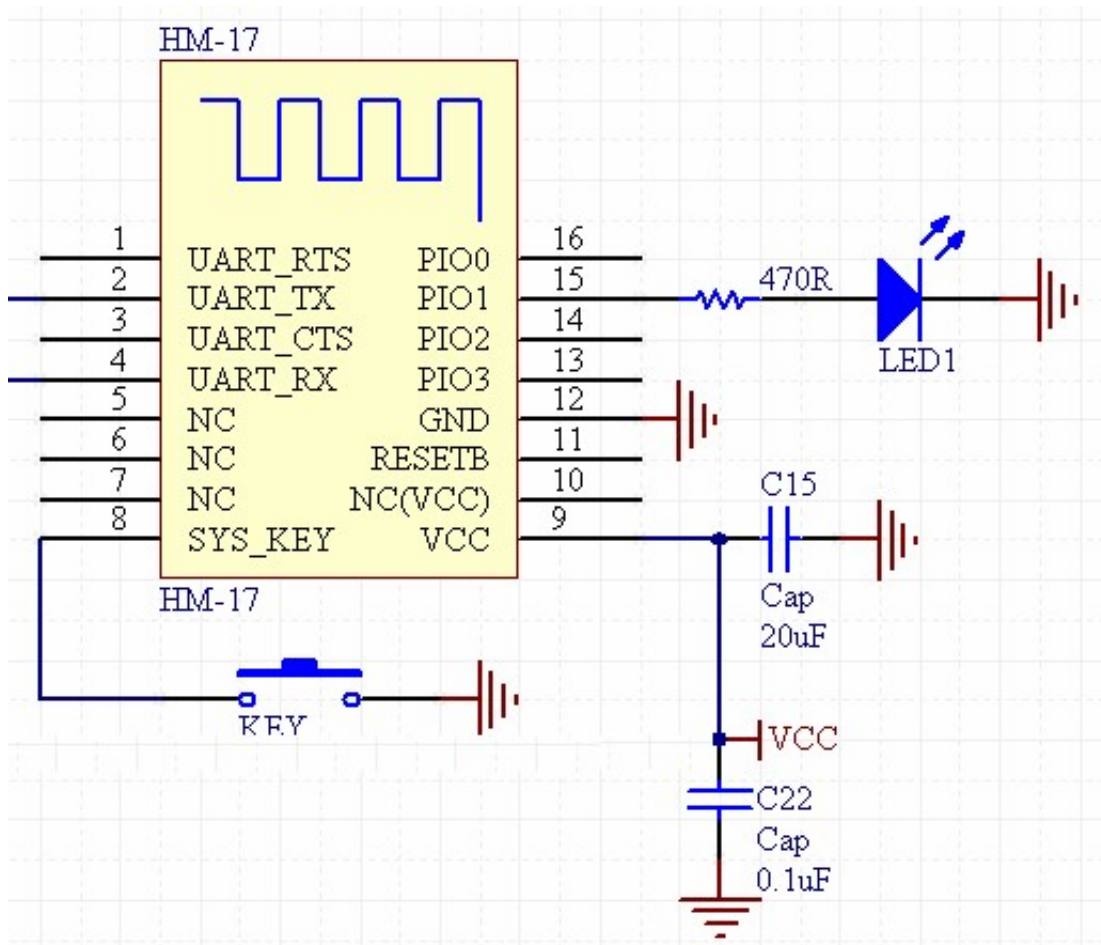 HM-17
1 UART_RTS PIO0 16
2 UART_TX PIO1 15
3 UART_CTS PIO2 14
4 UART_RX PIO3 13
5 NC GND 12
6 NC RESETB 11
7 NC NC(VCC) 10
8 SYS_KEY VCC 9
HM-17
470R
LED1
C15
Cap
20uF
KEY
VCC
C22
Cap
0.1uF